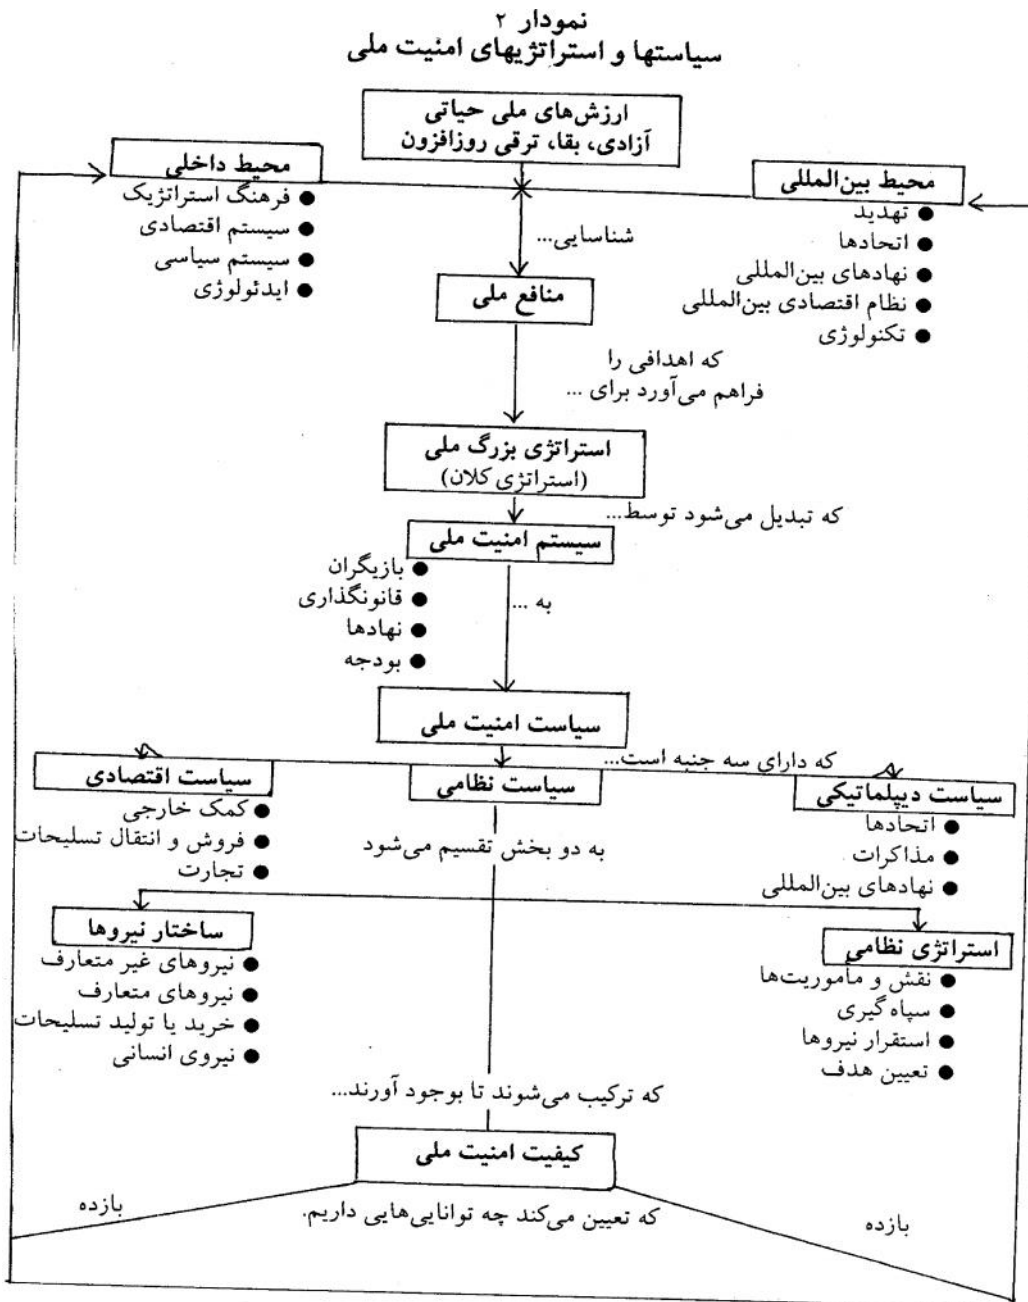 نمودار ۲
سیاستها و استراتژیهای امنیت ملی
ارزش‌های ملی حیاتی
آزادی، بقا، ترقی روزافزون
محیط بین‌المللی
● تهدید
● اتحادها
● نهادهای بین‌المللی
● نظام اقتصادی بین‌المللی
● تکنولوژی
محیط داخلی
● فرهنگ استراتژیک
● سیستم اقتصادی
● سیستم سیاسی
● ایدئولوژی
شناسایی...
منافع ملی
که اهدافی را
فراهم می‌آورد برای ...
استراتژی بزرگ ملی
(استراتژی کلان)
که تبدیل می‌شود توسط...
سیستم امنیت ملی
● بازیگران
● قانونگذاری
● نهادها
● بودجه
به ...
سیاست امنیت ملی
که دارای سه جنبه است...
سیاست دیپلماتیکی
● اتحادها
● مذاکرات
● نهادهای بین‌المللی
سیاست نظامی
سیاست اقتصادی
● کمک خارجی
● فروش و انتقال تسلیحات
● تجارت
به دو بخش تقسیم می‌شود
استراتژی نظامی
● نقش و مأموریت‌ها
● سپاه‌گیری
● استقرار نیروها
● تعیین هدف
ساختار نیروها
● نیروهای غیر متعارف
● نیروهای متعارف
● خرید یا تولید تسلیحات
● نیروی انسانی
که ترکیب می‌شوند تا بوجود آورند...
کیفیت امنیت ملی
که تعیین می‌کند چه توانایی‌هایی داریم.
بازده
بازده